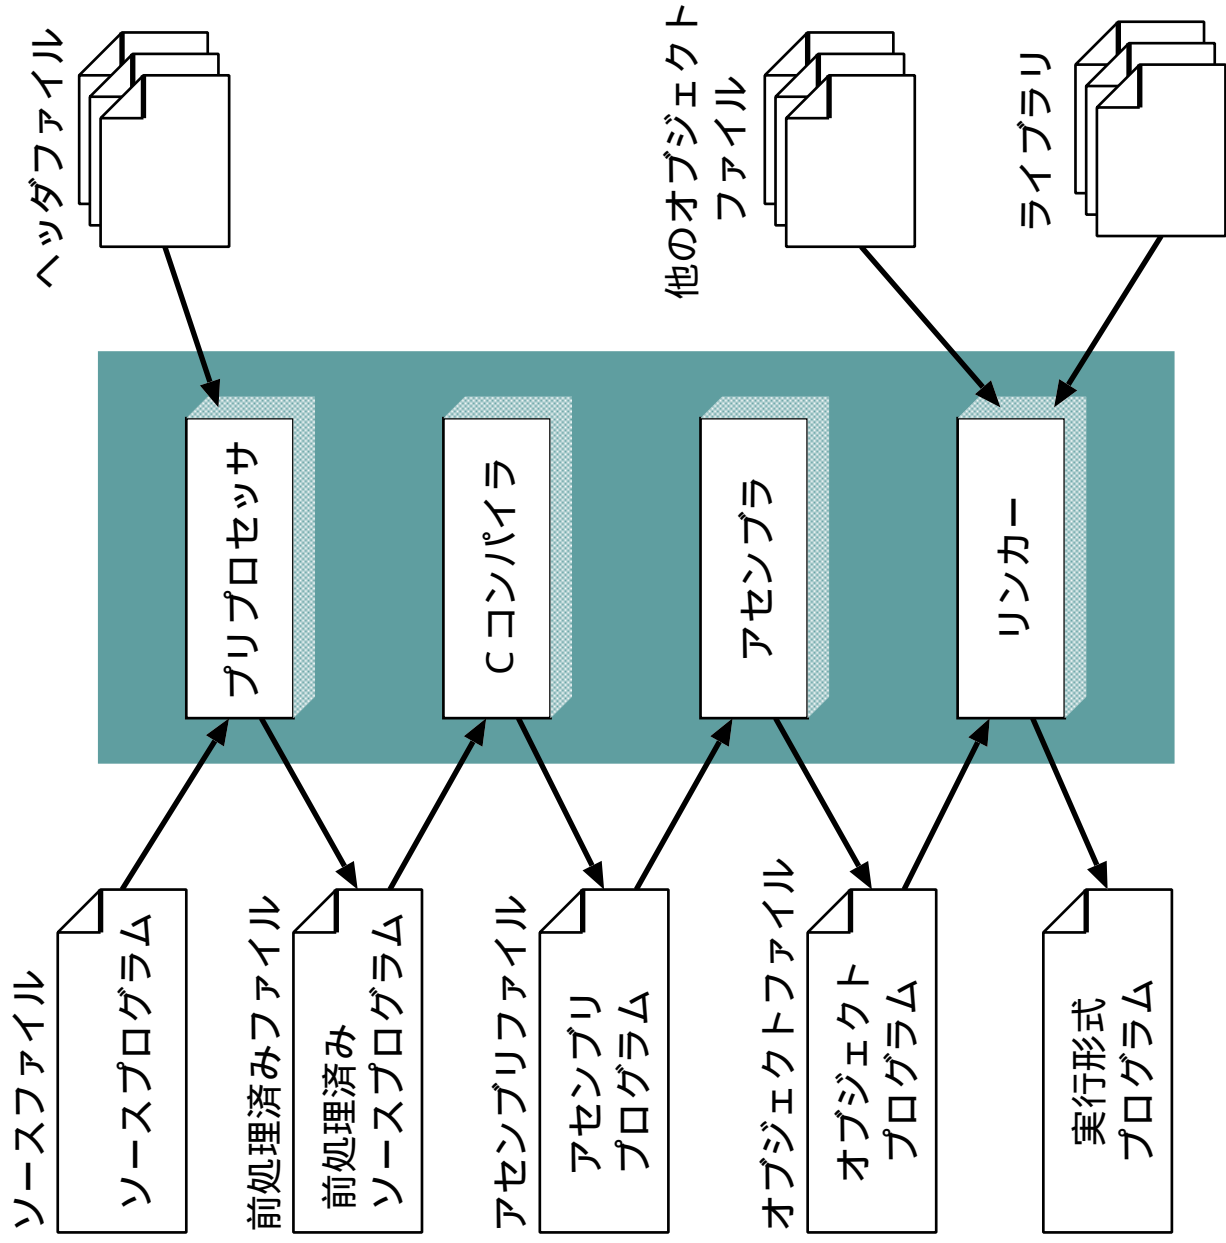 ソースファイル
ソースプログラム
前処理済みファイル
前処理済み
ソースプログラム
アセンブリファイル
アセンブリ
プログラム
オブジェクトファイル
オブジェクト
プログラム
実行形式
プログラム
プリプロセッサ
Cコンパイラ
アセンブラ
リンカー
ヘッダファイル
他のオブジェクト
ファイル
ライブラリ